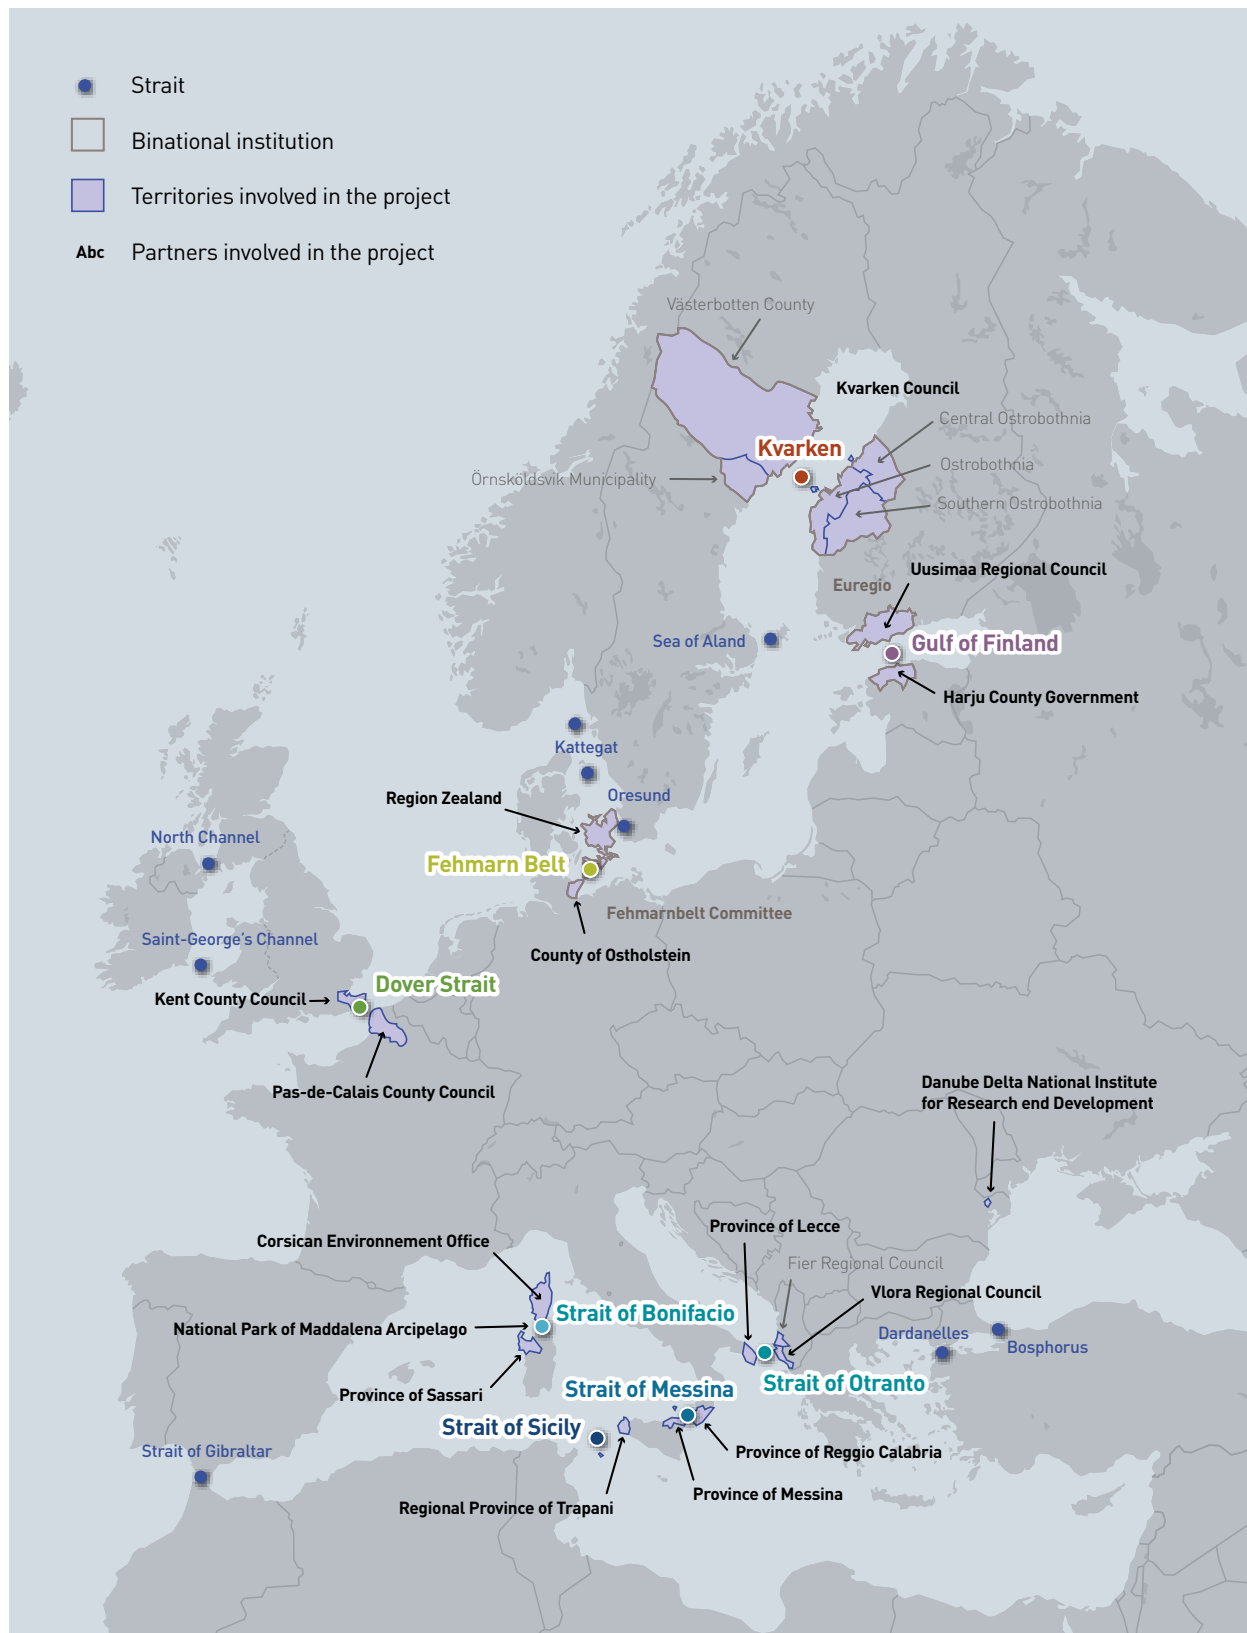 Strait
Binational institution
Territories involved in the project
Abc Partners involved in the project
Västerbotten County
Kvarken Council
Central Ostrobothnia
Kvarken
Ostrobothnia
Örnsköldsvik Municipality
Southern Ostrobothnia
Uusimaa Regional Council
Euregio
Sea of Aland
Gulf of Finland
Harju County Government
Kattegat
Region Zealand
Oresund
North Channel
Fehmarn Belt
Fehmarnbelt Committee
Saint-George's Channel
County of Ostholstein
Dover Strait
Kent County Council
Pas-de-Calais County Council
Danube Delta National Institute
for Research end Development
Province of Lecce
Corsican Environnement Office
Fier Regional Council
Vlora Regional Council
Strait of Bonifacio
National Park of Maddalena Arcipelago
Dardanelles
Bosphorus
Strait of Otranto
Strait of Messina
Province of Sassari
Strait of Sicily
Strait of Gibraltar
Province of Reggio Calabria
Province of Messina
Regional Province of Trapani